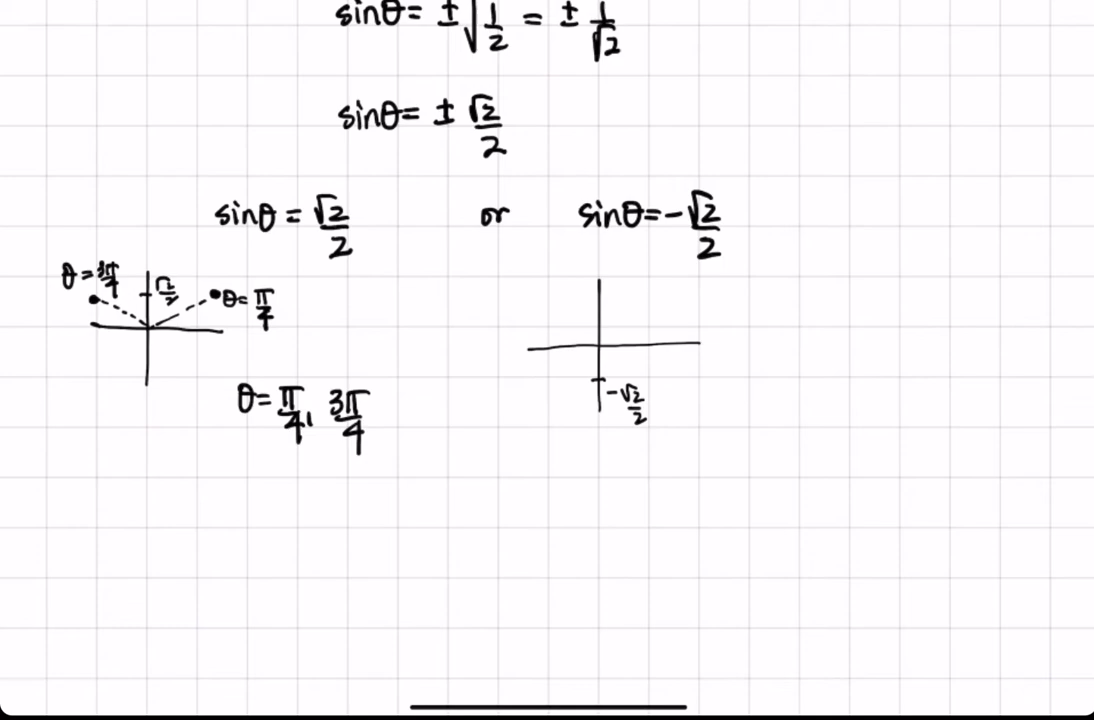 sinθ = ±√(1/2) = ± 1/√2
sinθ = ± √2/2
sinθ = √2/2 or sinθ = -√2/2
θ = 3π/4 √2/2 θ = π/4
-√2/2
θ = π/4, 3π/4